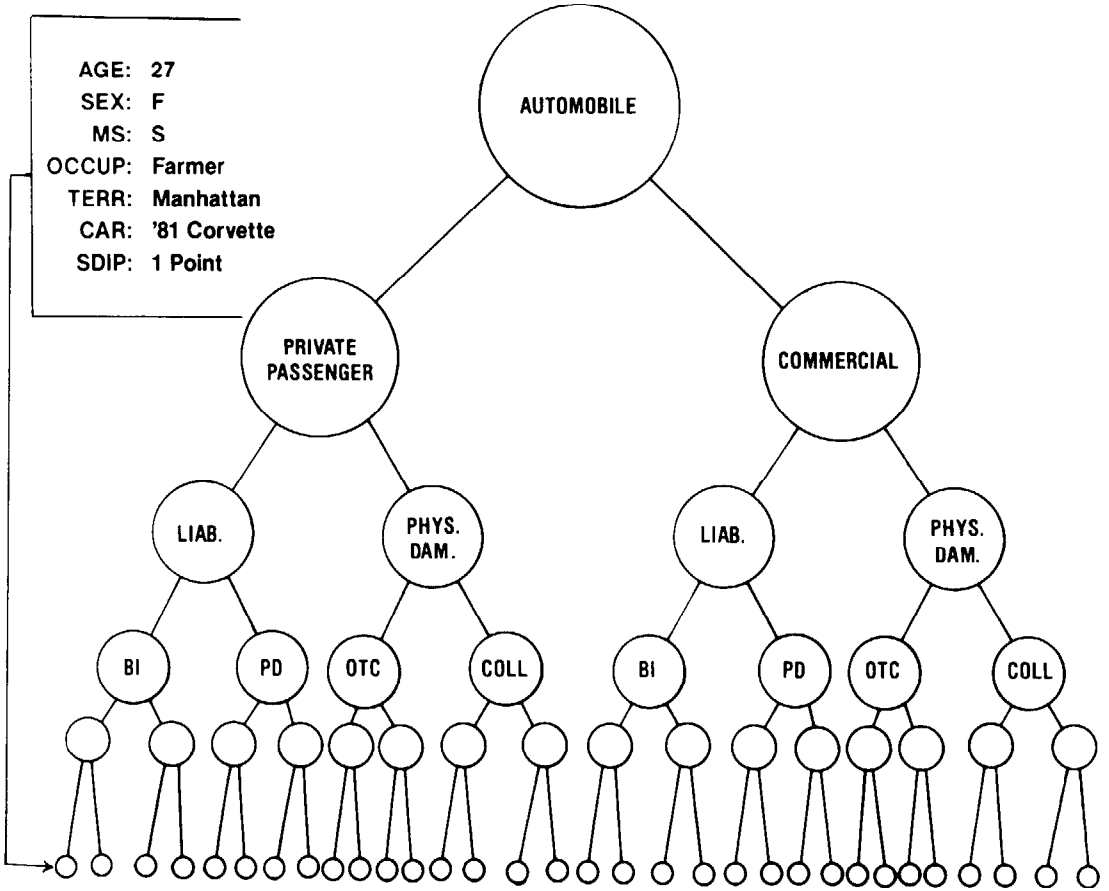 AGE: 27
SEX: F
MS: S
OCCUP: Farmer
TERR: Manhattan
CAR: '81 Corvette
SDIP: 1 Point
AUTOMOBILE
PRIVATE
PASSENGER
COMMERCIAL
LIAB.
PHYS.
DAM.
LIAB.
PHYS.
DAM.
BI
PD
OTC
COLL
BI
PD
OTC
COLL